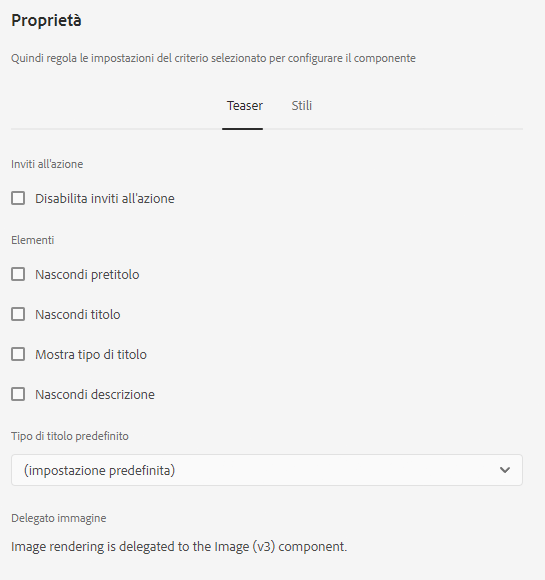 Proprietà
Quindi regola le impostazioni del criterio selezionato per configurare il componente
Teaser Stili
Inviti all'azione
Disabilita inviti all'azione
Elementi
Nascondi pretitolo
Nascondi titolo
Mostra tipo di titolo
Nascondi descrizione
Tipo di titolo predefinito
(impostazione predefinita)
Delegato immagine
Image rendering is delegated to the Image (v3) component.